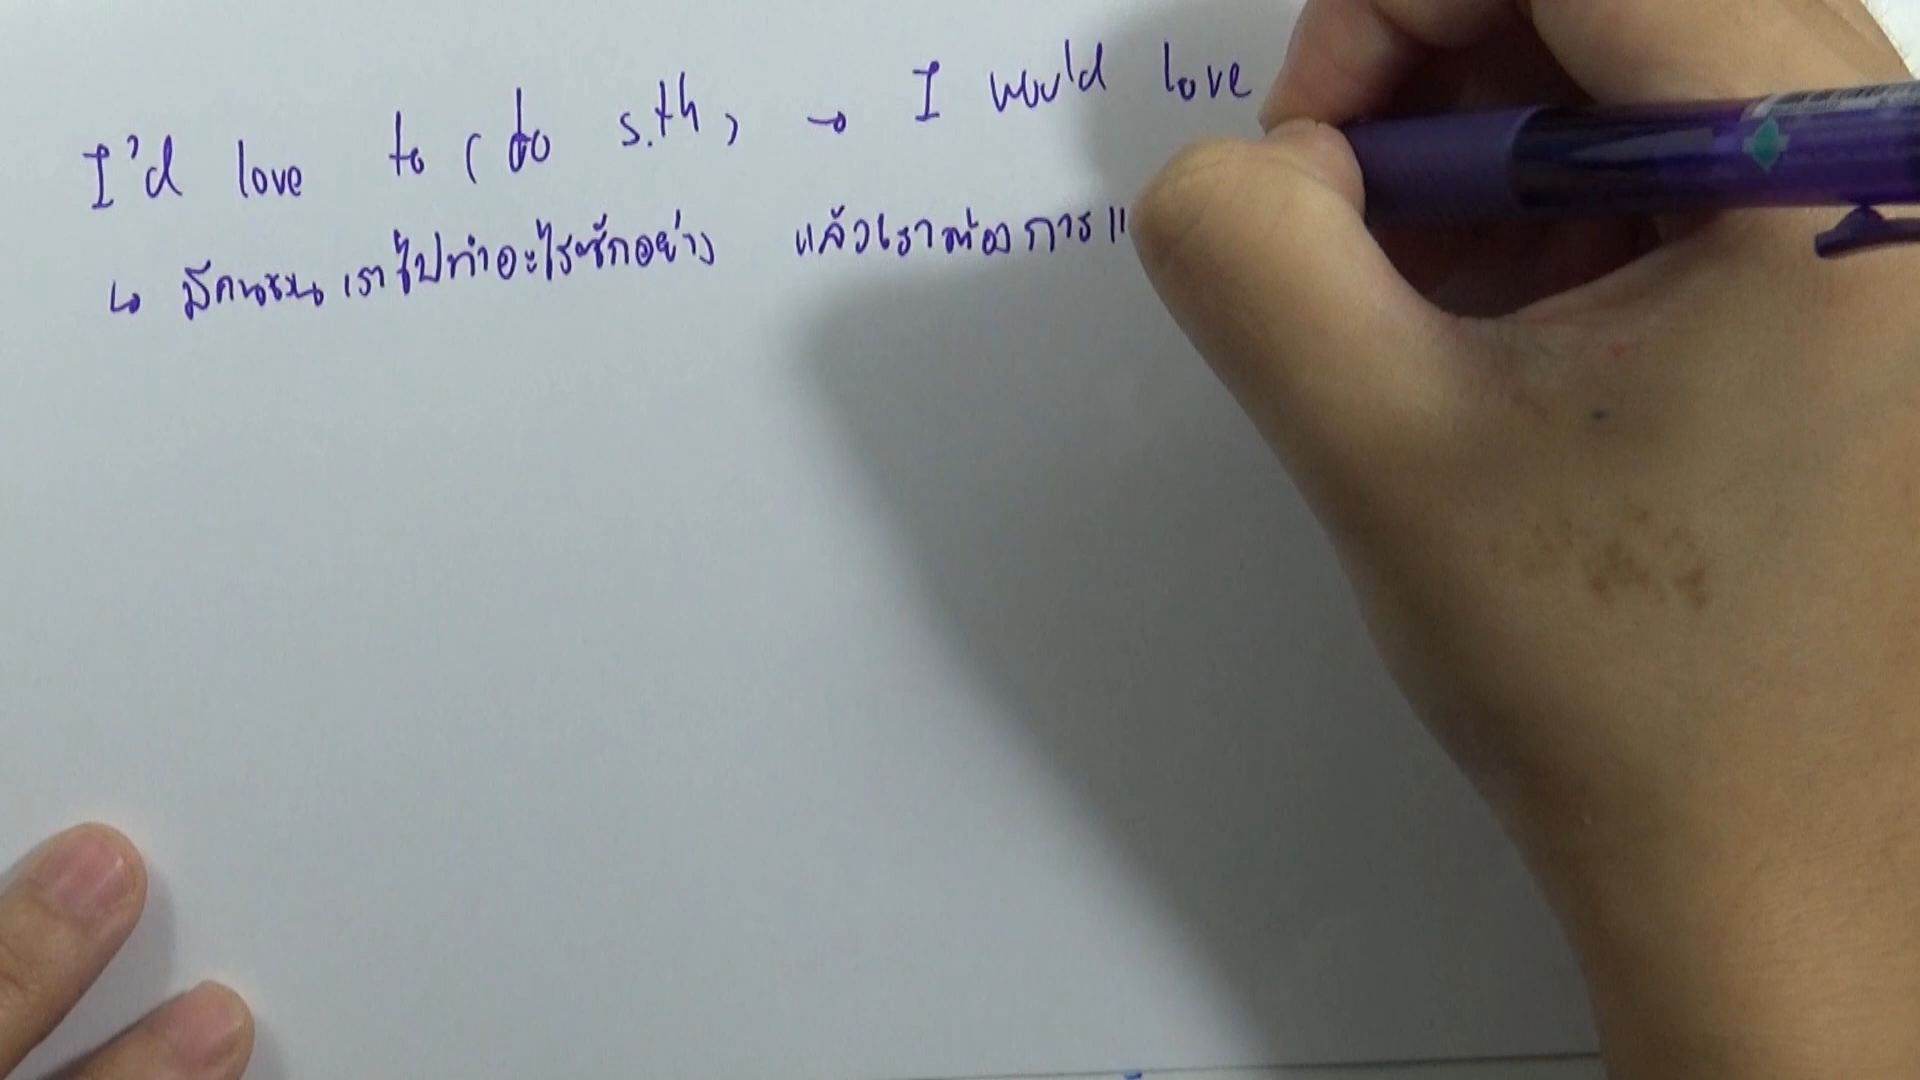 I'd love to (do s.th) → I would love
↳ มีคนชวนเราไปทำอะไรซักอย่าง แล้วเราต้องการ